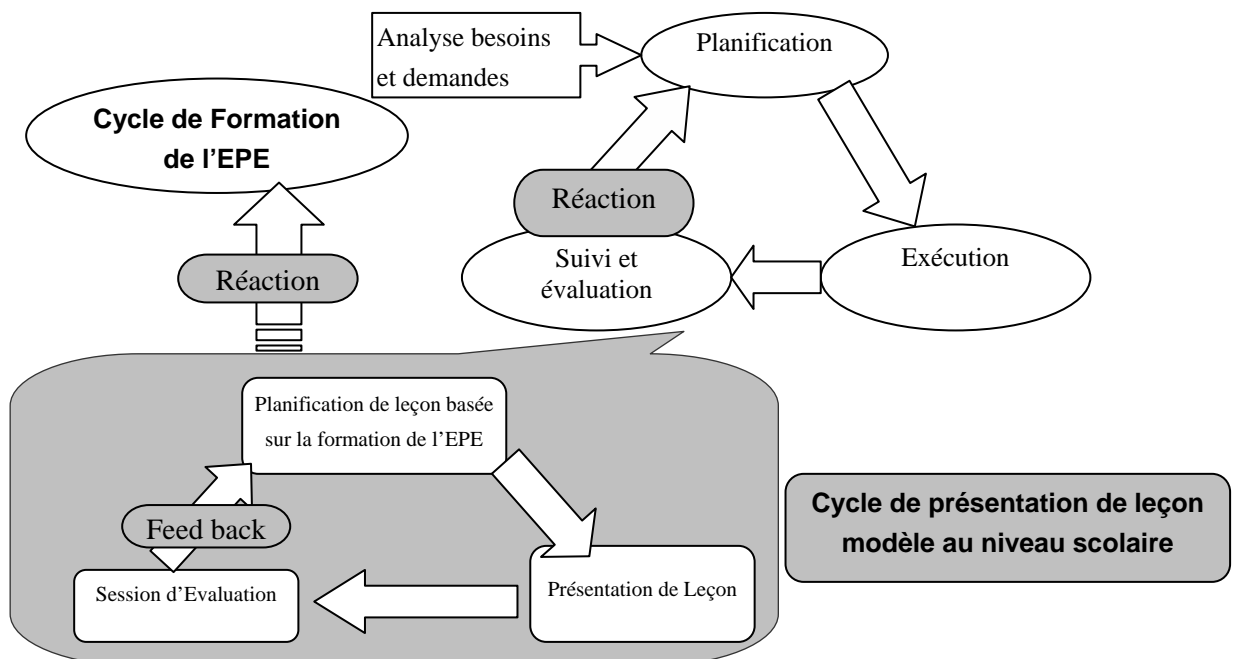 Analyse besoins
et demandes
Planification
Cycle de Formation
de l’EPE
Réaction
Réaction
Suivi et
évaluation
Exécution
Planification de leçon basée
sur la formation de l’EPE
Feed back
Session d’Evaluation
Présentation de Leçon
Cycle de présentation de leçon
modèle au niveau scolaire